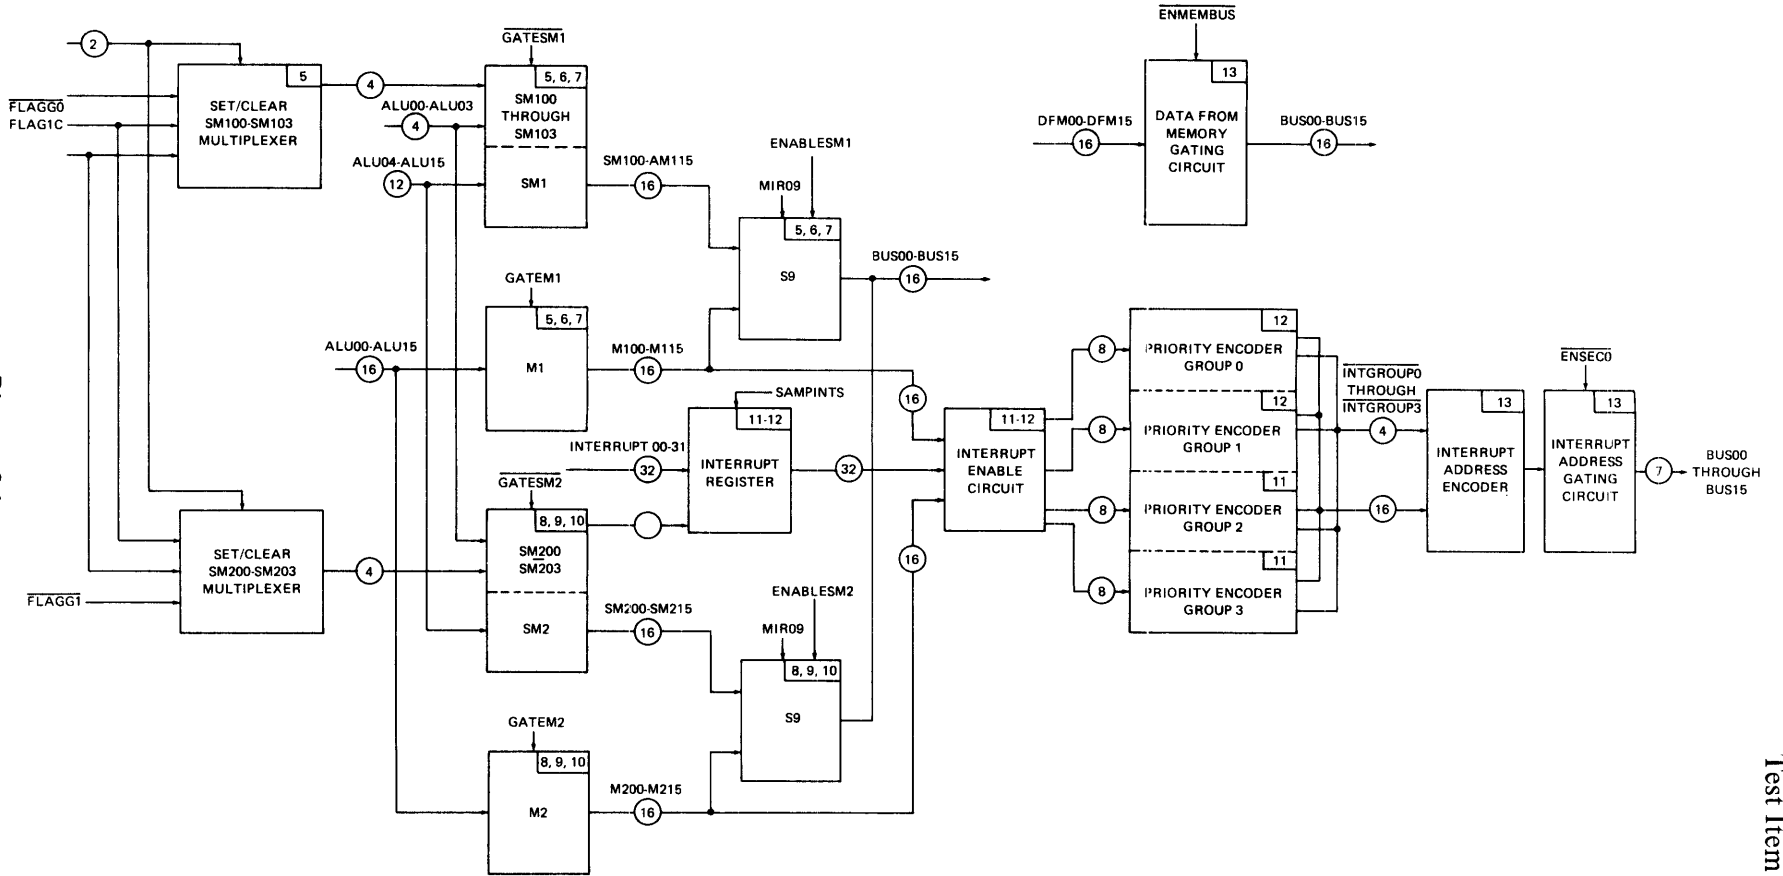 ENMEMBUS
2
GATESM1
5
5, 6, 7
13
FLAGG0
FLAG1C
SET/CLEAR
SM100-SM103
MULTIPLEXER
4
ALU00-ALU03
4
SM100
THROUGH
SM103
DFM00-DFM15
16
DATA FROM
MEMORY
GATING
CIRCUIT
BUS00-BUS15
16
ALU04-ALU15
12
SM1
SM100-AM115
16
ENABLESM1
MIR09
5, 6, 7
S9
BUS00-BUS15
16
GATEM1
5, 6, 7
ALU00-ALU15
16
M1
M100-M115
16
16
SAMPINTS
11-12
INTERRUPT 00-31
32
INTERRUPT
REGISTER
32
11-12
INTERRUPT
ENABLE
CIRCUIT
8
12
PRIORITY ENCODER
GROUP 0
8
12
PRIORITY ENCODER
GROUP 1
8
11
PRIORITY ENCODER
GROUP 2
8
11
PRIORITY ENCODER
GROUP 3
INTGROUP0
THROUGH
INTGROUP3
4
16
13
INTERRUPT
ADDRESS
ENCODER
ENSEC0
13
INTERRUPT
ADDRESS
GATING
CIRCUIT
7
BUS00
THROUGH
BUS15
GATESM2
8, 9, 10
SM200
SM203
SET/CLEAR
SM200-SM203
MULTIPLEXER
4
FLAGG1
SM2
SM200-SM215
16
16
ENABLESM2
MIR09
8, 9, 10
S9
GATEM2
8, 9, 10
M2
M200-M215
16
Test Item